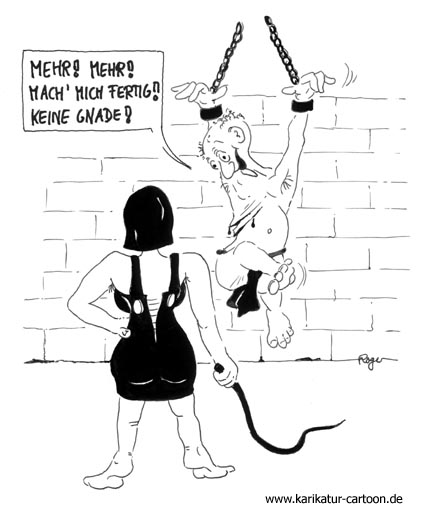 MEHR! MEHR!
MACH' MICH FERTIG!
KEINE GNADE!
Roger
www.karikatur-cartoon.de